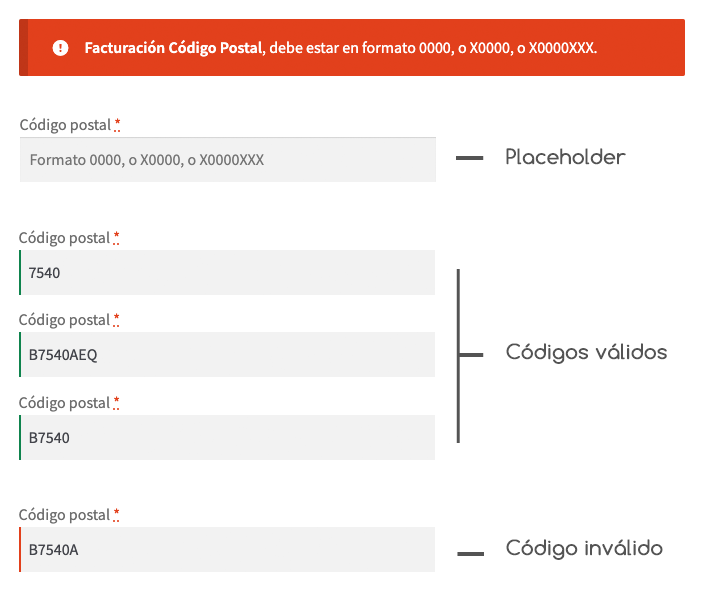 Facturación Código Postal, debe estar en formato 0000, o X0000, o X0000XXX.
Código postal *
Formato 0000, o X0000, o X0000XXX
Placeholder
Código postal *
7540
Código postal *
B7540AEQ
Códigos válidos
Código postal *
B7540
Código postal *
B7540A
Código inválido